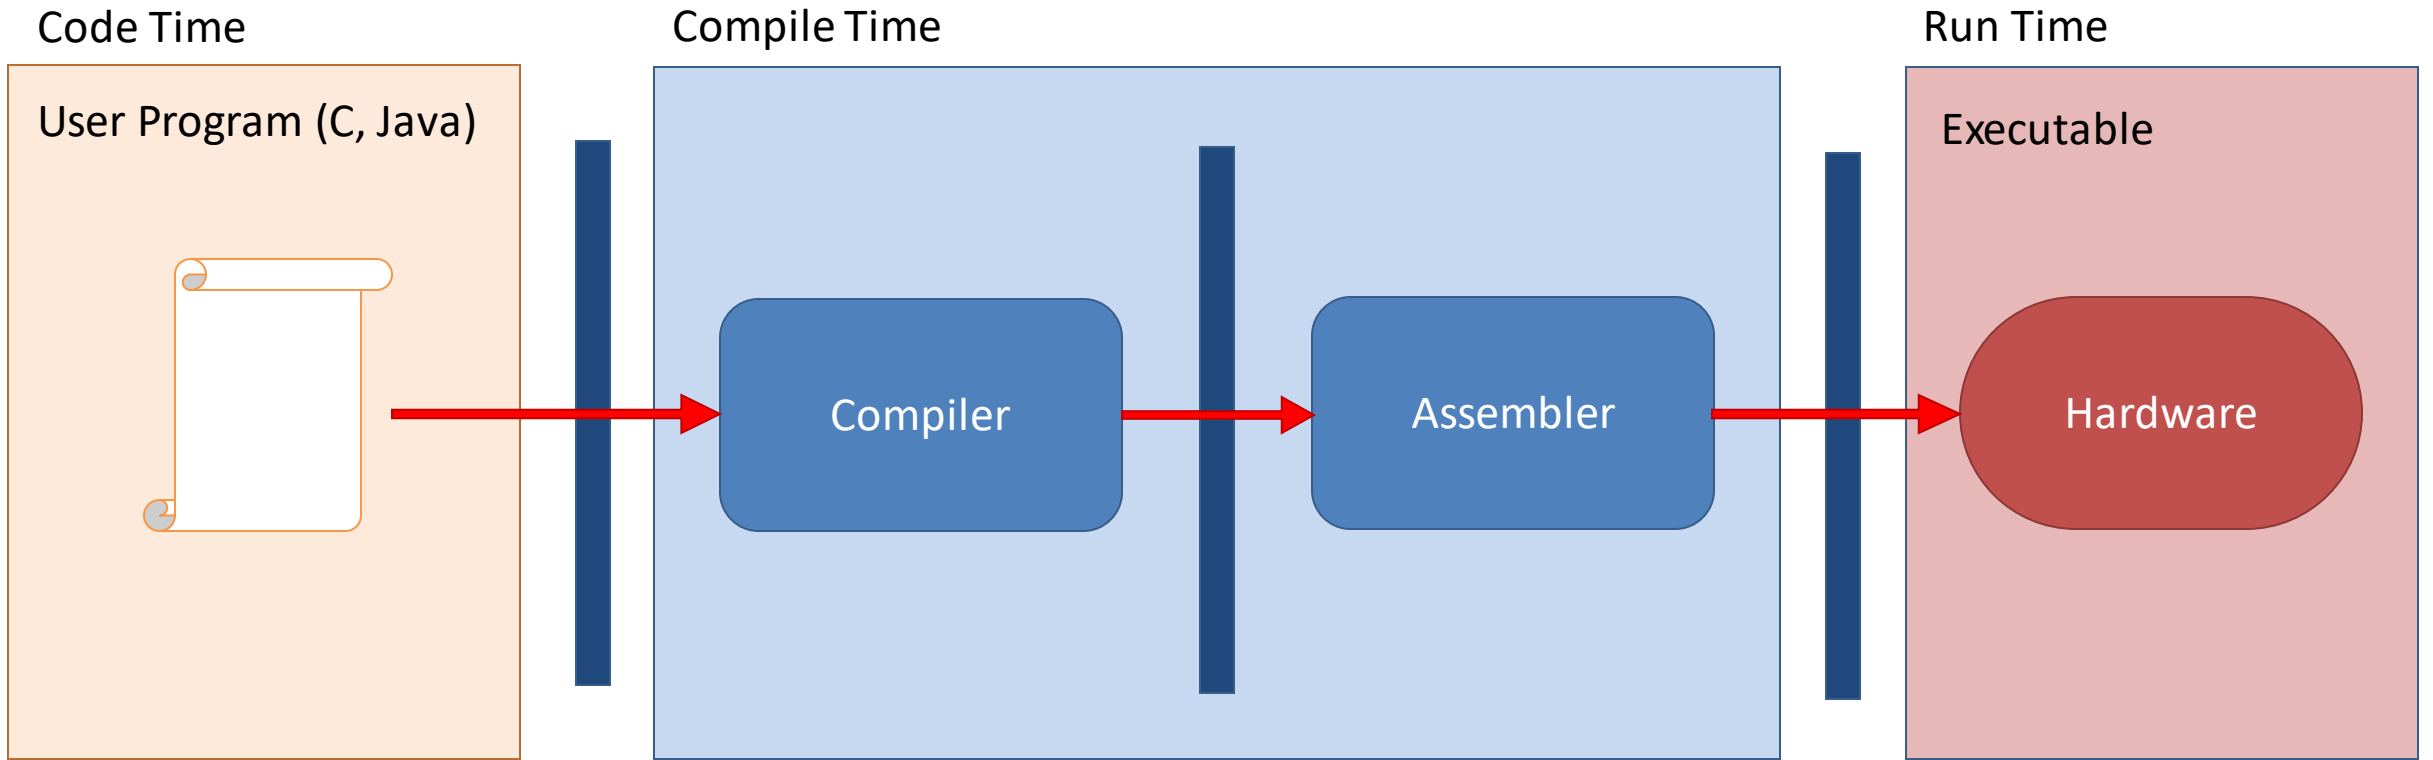 Code Time
Compile Time
Run Time
User Program (C, Java)
Executable
Compiler
Assembler
Hardware